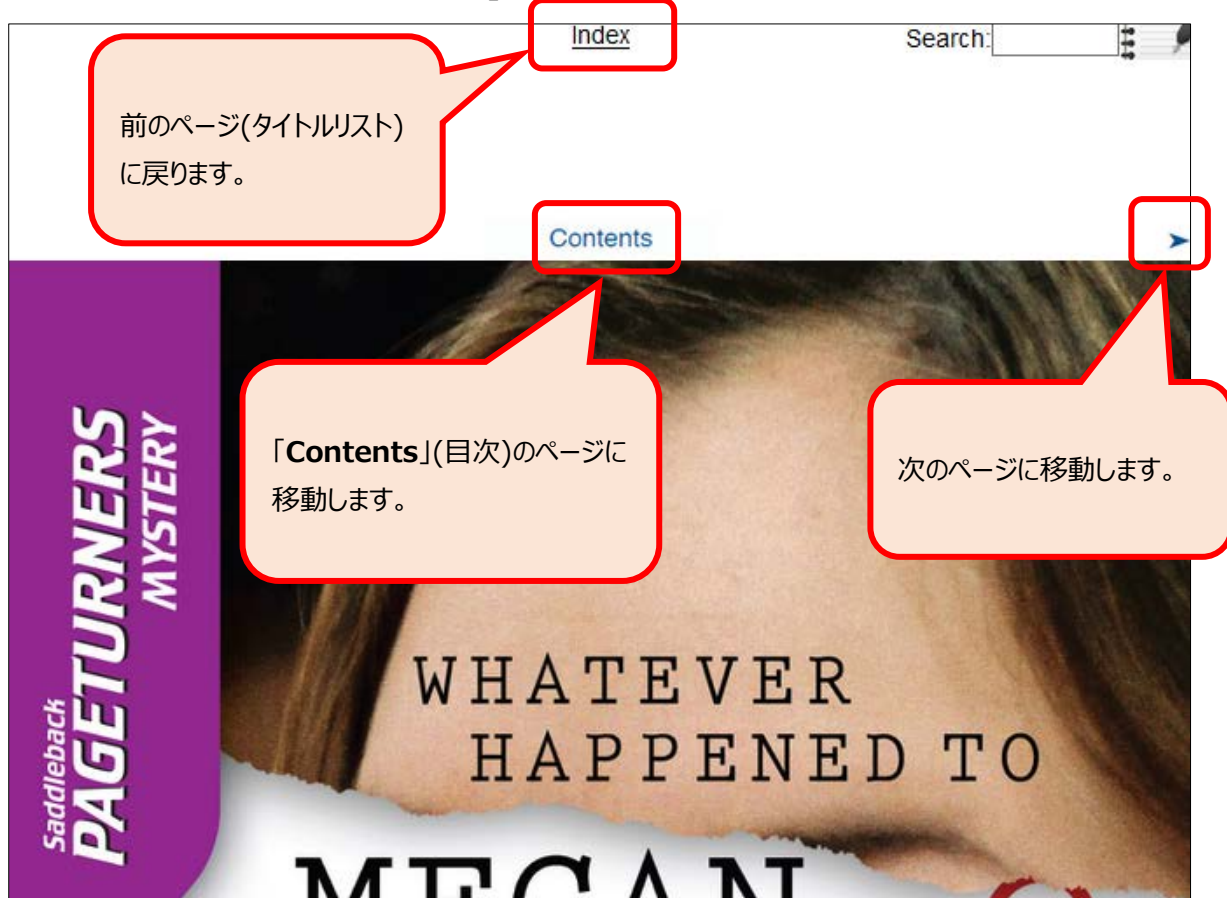 Index
Search:
前のページ(タイトルリスト)
に戻ります。
Contents
➤
「Contents」(目次)のページに
移動します。
次のページに移動します。
Saddleback
PAGETURNERS
MYSTERY
WHATEVER
HAPPENED TO
MEGAN